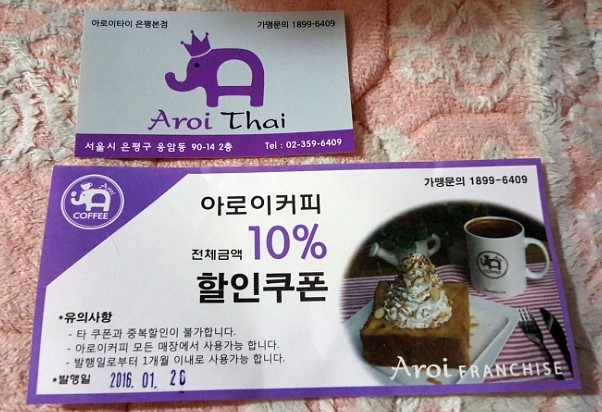 아로이타이 은평본점
가맹문의 1899-6409
Aroi Thai
서울시 은평구 응암동 90-14 2층
Tel : 02-359-6409
Aroi
COFFEE
가맹문의 1899-6409
아로이커피
전체금액 10%
할인쿠폰
*유의사항
- 타 쿠폰과 중복할인이 불가합니다.
- 아로이커피 모든 매장에서 사용가능 합니다.
- 발행일로부터 1개월 이내로 사용가능 합니다.
*발행일 2016. 01. 26
Aroi FRANCHISE